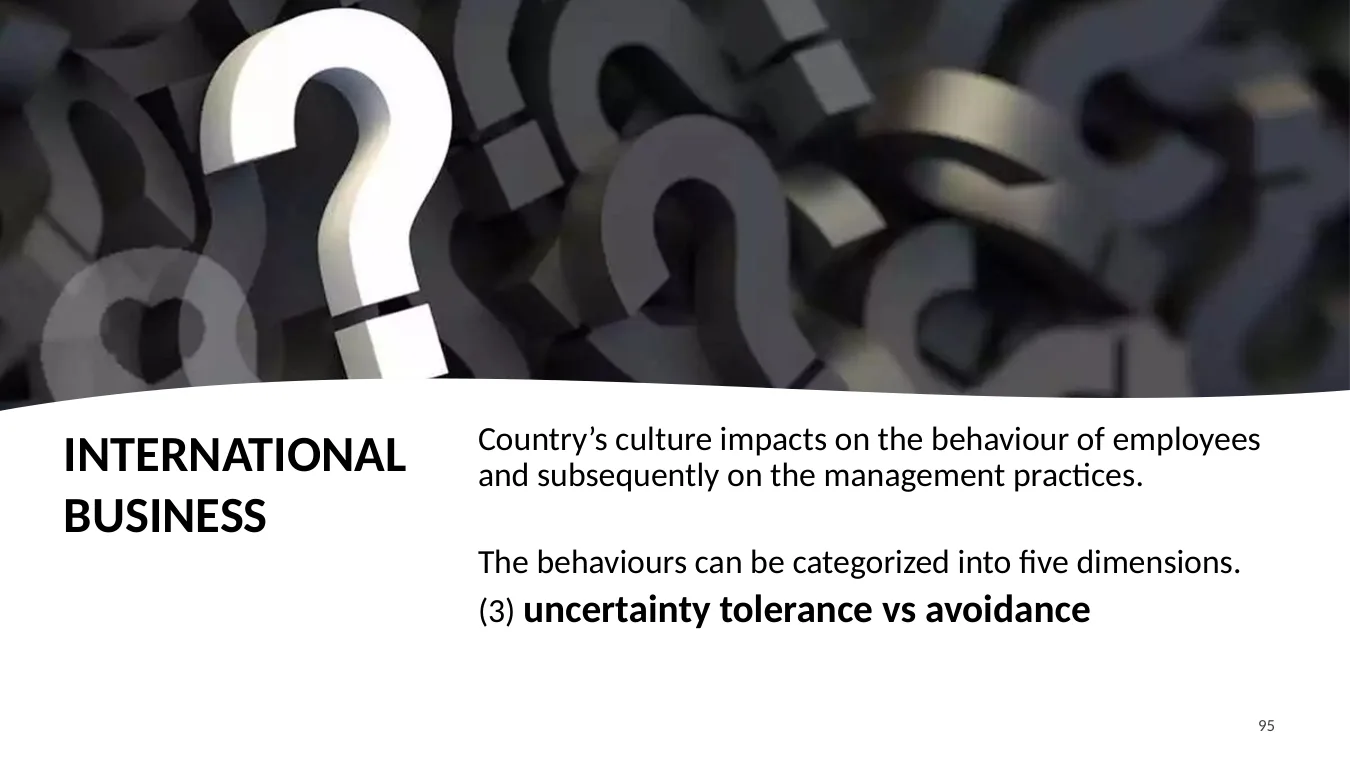 INTERNATIONAL
BUSINESS
Country’s culture impacts on the behaviour of employees
and subsequently on the management practices.
The behaviours can be categorized into five dimensions.
(3) uncertainty tolerance vs avoidance
95